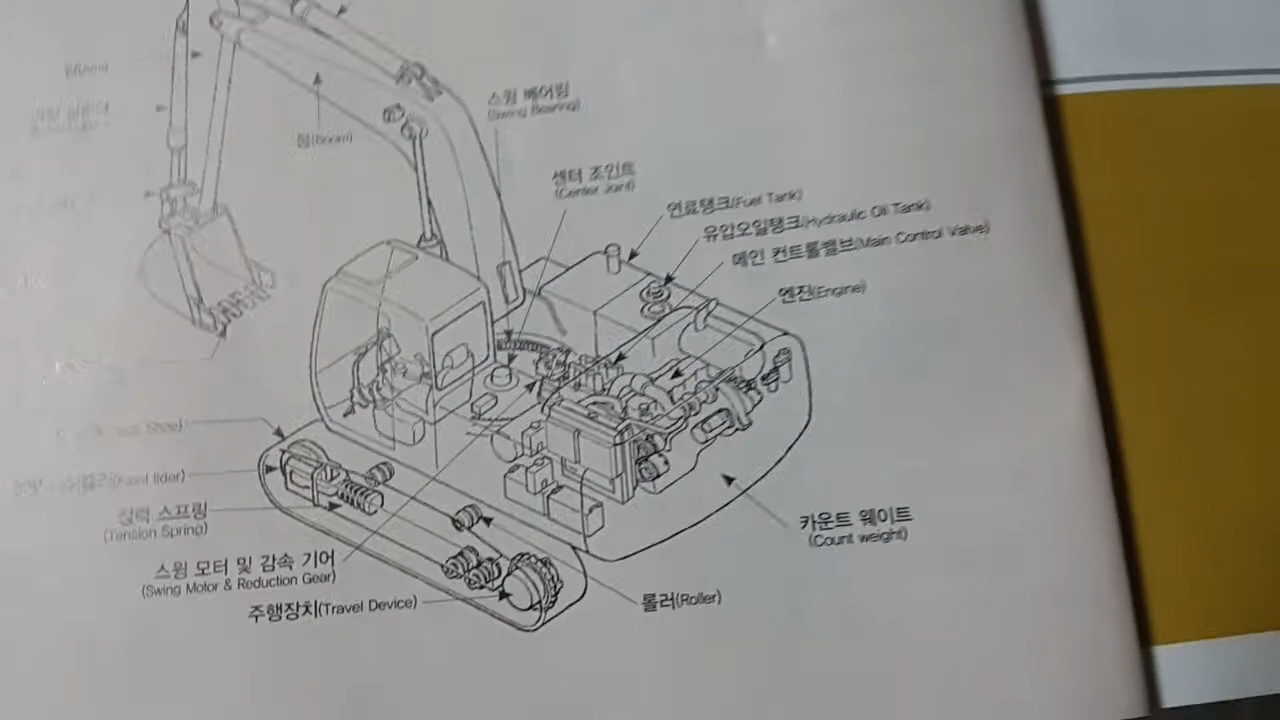 붐(Boom)
스윙 베어링
(Swing Bearing)
센터 조인트
(Center Joint)
연료탱크(Fuel Tank)
유압오일탱크(Hydraulic Oil Tank)
메인 컨트롤밸브(Main Control Valve)
엔진(Engine)
장력 스프링
(Tension Spring)
스윙 모터 및 감속 기어
(Swing Motor & Reduction Gear)
주행장치(Travel Device)
롤러(Roller)
카운트 웨이트
(Count weight)